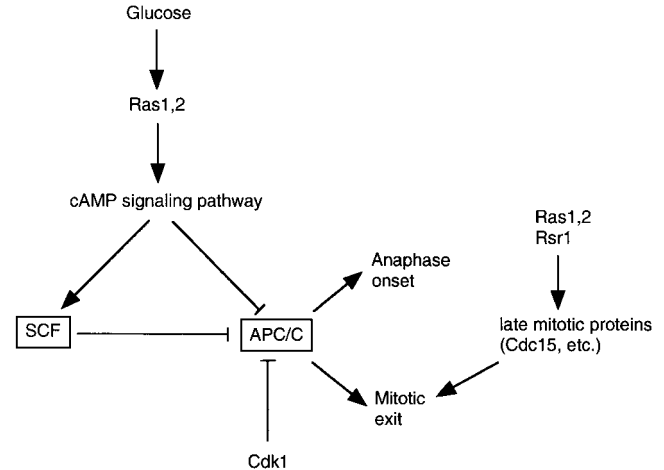 Glucose
Ras1,2
cAMP signaling pathway
Ras1,2
Rsr1
Anaphase
onset
SCF
APC/C
late mitotic proteins
(Cdc15, etc.)
Mitotic
exit
Cdk1